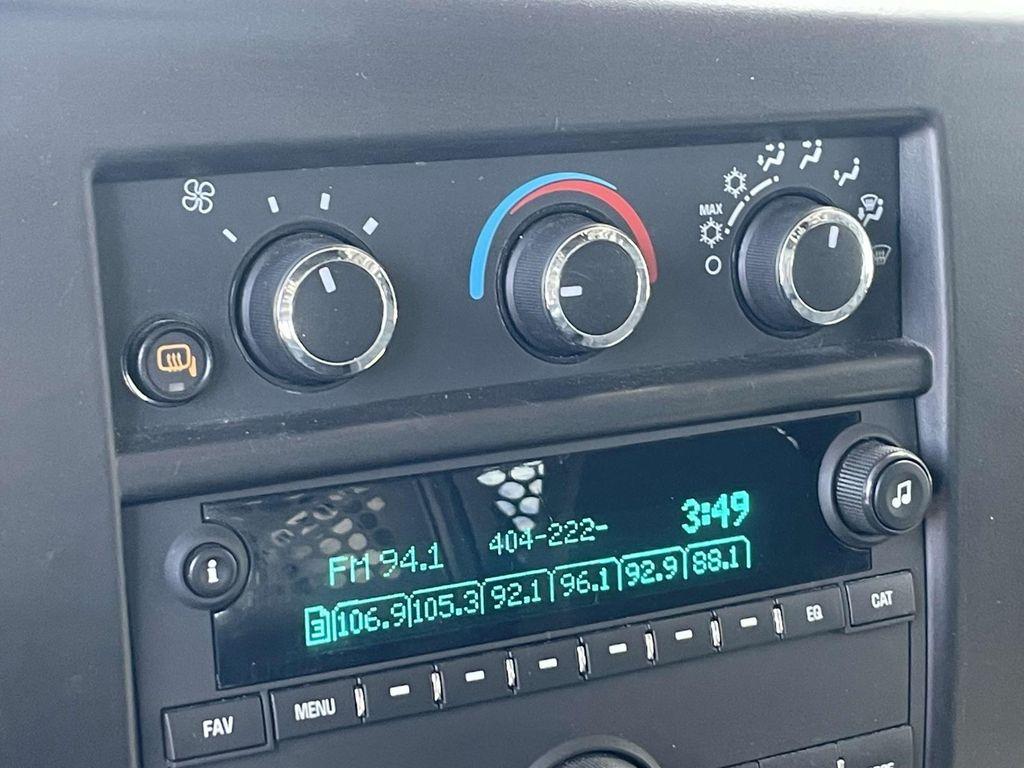 MAX
FM 94.1 404-222- 3:49
3 106.9 105.3 92.1 96.1 92.9 88.1
i
FAV MENU EQ CAT